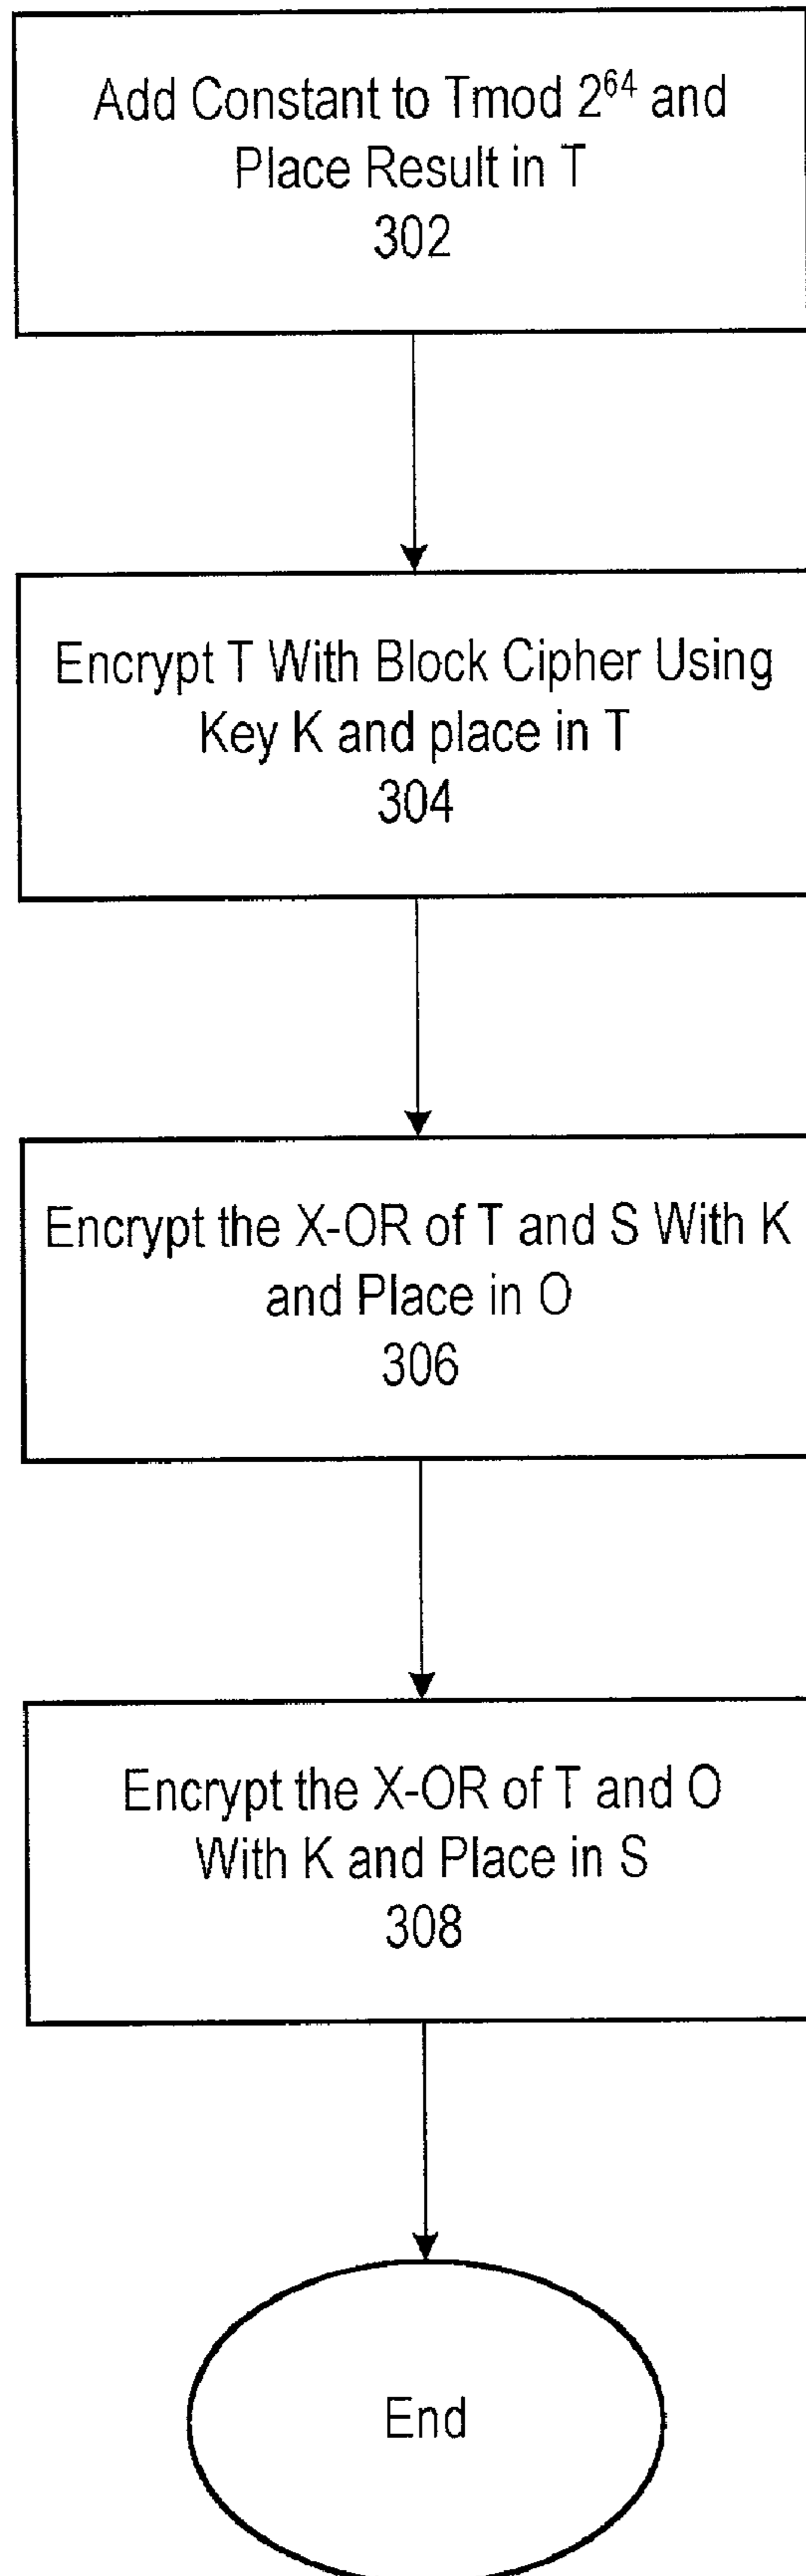 Add Constant to Tmod 2⁶⁴ and
Place Result in T
302
Encrypt T With Block Cipher Using
Key K and place in T
304
Encrypt the X-OR of T and S With K
and Place in O
306
Encrypt the X-OR of T and O
With K and Place in S
308
End